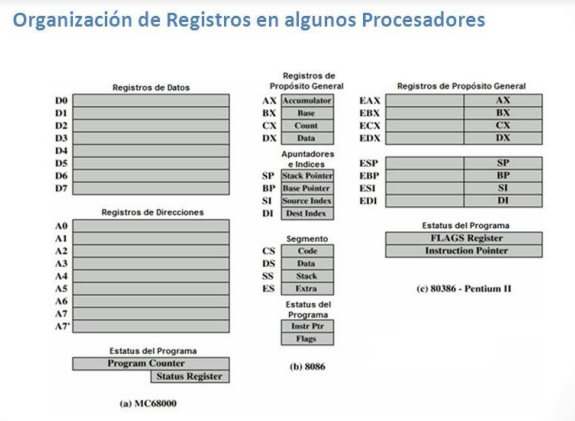 Organización de Registros en algunos Procesadores
Registros de Datos
D0
D1
D2
D3
D4
D5
D6
D7
Registros de Direcciones
A0
A1
A2
A3
A4
A5
A6
A7
A7'
Estatus del Programa
Program Counter
Status Register
(a) MC68000
Registros de
Propósito General
AX Accumulator
BX Base
CX Count
DX Data
Apuntadores
e Indices
SP Stack Pointer
BP Base Pointer
SI Source Index
DI Dest Index
Segmento
CS Code
DS Data
SS Stack
ES Extra
Estatus del
Programa
Instr Ptr
Flags
(b) 8086
Registros de Propósito General
EAX AX
EBX BX
ECX CX
EDX DX
ESP SP
EBP BP
ESI SI
EDI DI
Estatus del Programa
FLAGS Register
Instruction Pointer
(c) 80386 - Pentium II